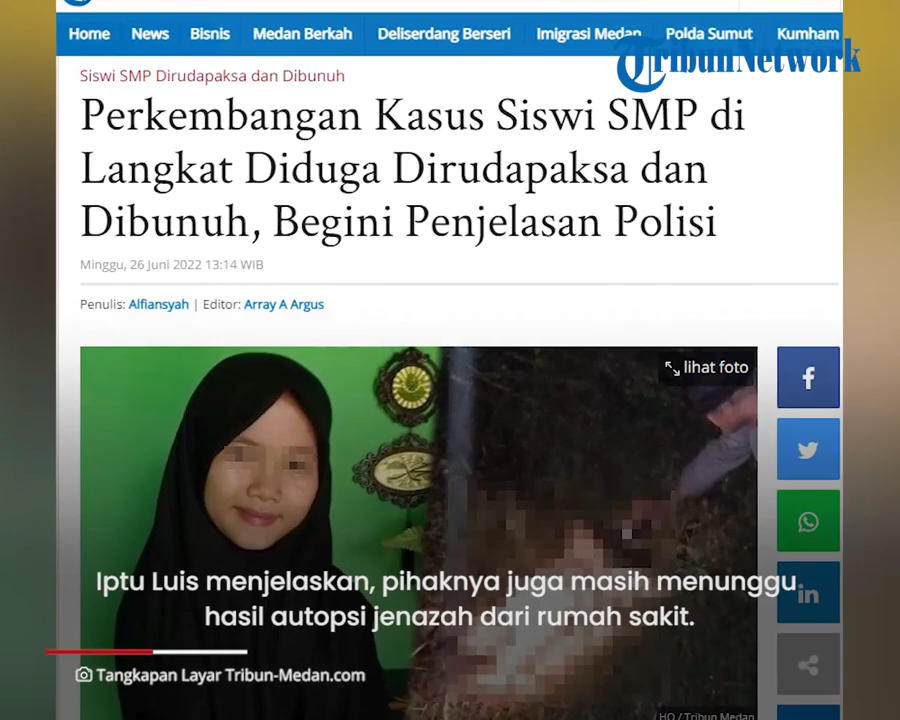 Home News Bisnis Medan Berkah Deliserdang Berseri Imigrasi Medan Polda Sumut Kumham
TribunNetwork
Siswi SMP Dirudapaksa dan Dibunuh
Perkembangan Kasus Siswi SMP di
Langkat Diduga Dirudapaksa dan
Dibunuh, Begini Penjelasan Polisi
Minggu, 26 Juni 2022 13:14 WIB
Penulis: Alfiansyah | Editor: Array A Argus
lihat foto
Iptu Luis menjelaskan, pihaknya juga masih menunggu
hasil autopsi jenazah dari rumah sakit.
Tangkapan Layar Tribun-Medan.com
HO / Tribun Medan